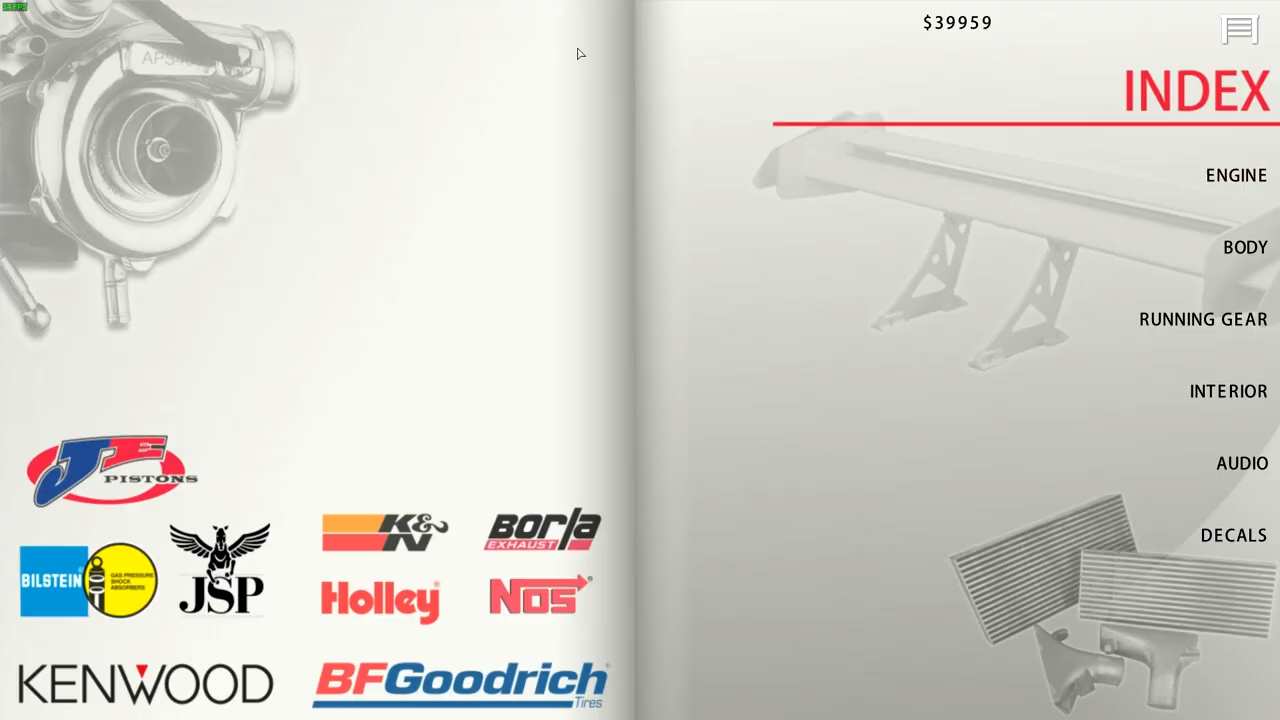 $39959
INDEX
ENGINE
BODY
RUNNING GEAR
INTERIOR
AUDIO
DECALS
JE
PISTONS
BILSTEIN
GAS PRESSURE
SHOCK
ABSORBERS
JSP
K&N
Borla
EXHAUST
Holley
NOS
KENWOOD
BFGoodrich
Tires